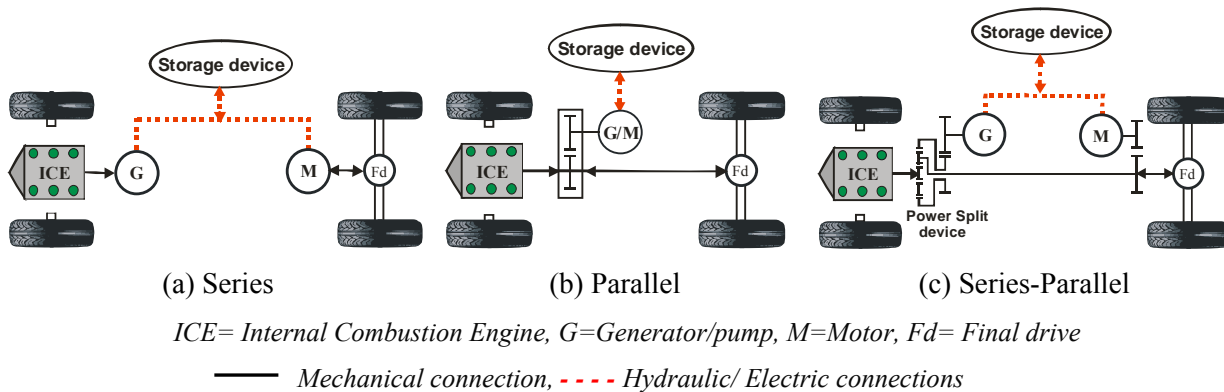 Storage device
ICE
G
M
Fd
(a) Series
Storage device
G/M
ICE
Fd
(b) Parallel
Storage device
G
M
ICE
Fd
Power Split
device
(c) Series-Parallel
ICE= Internal Combustion Engine, G=Generator/pump, M=Motor, Fd= Final drive
Mechanical connection, Hydraulic/ Electric connections